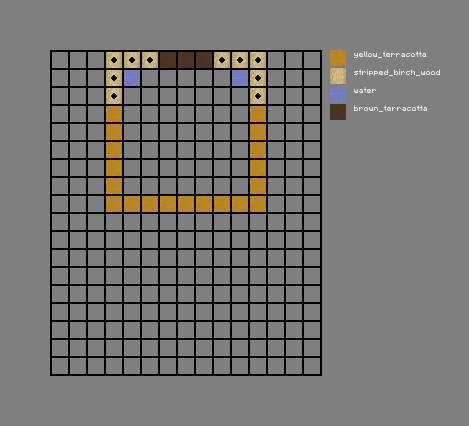 yellow_terracotta
stripped_birch_wood
water
brown_terracotta